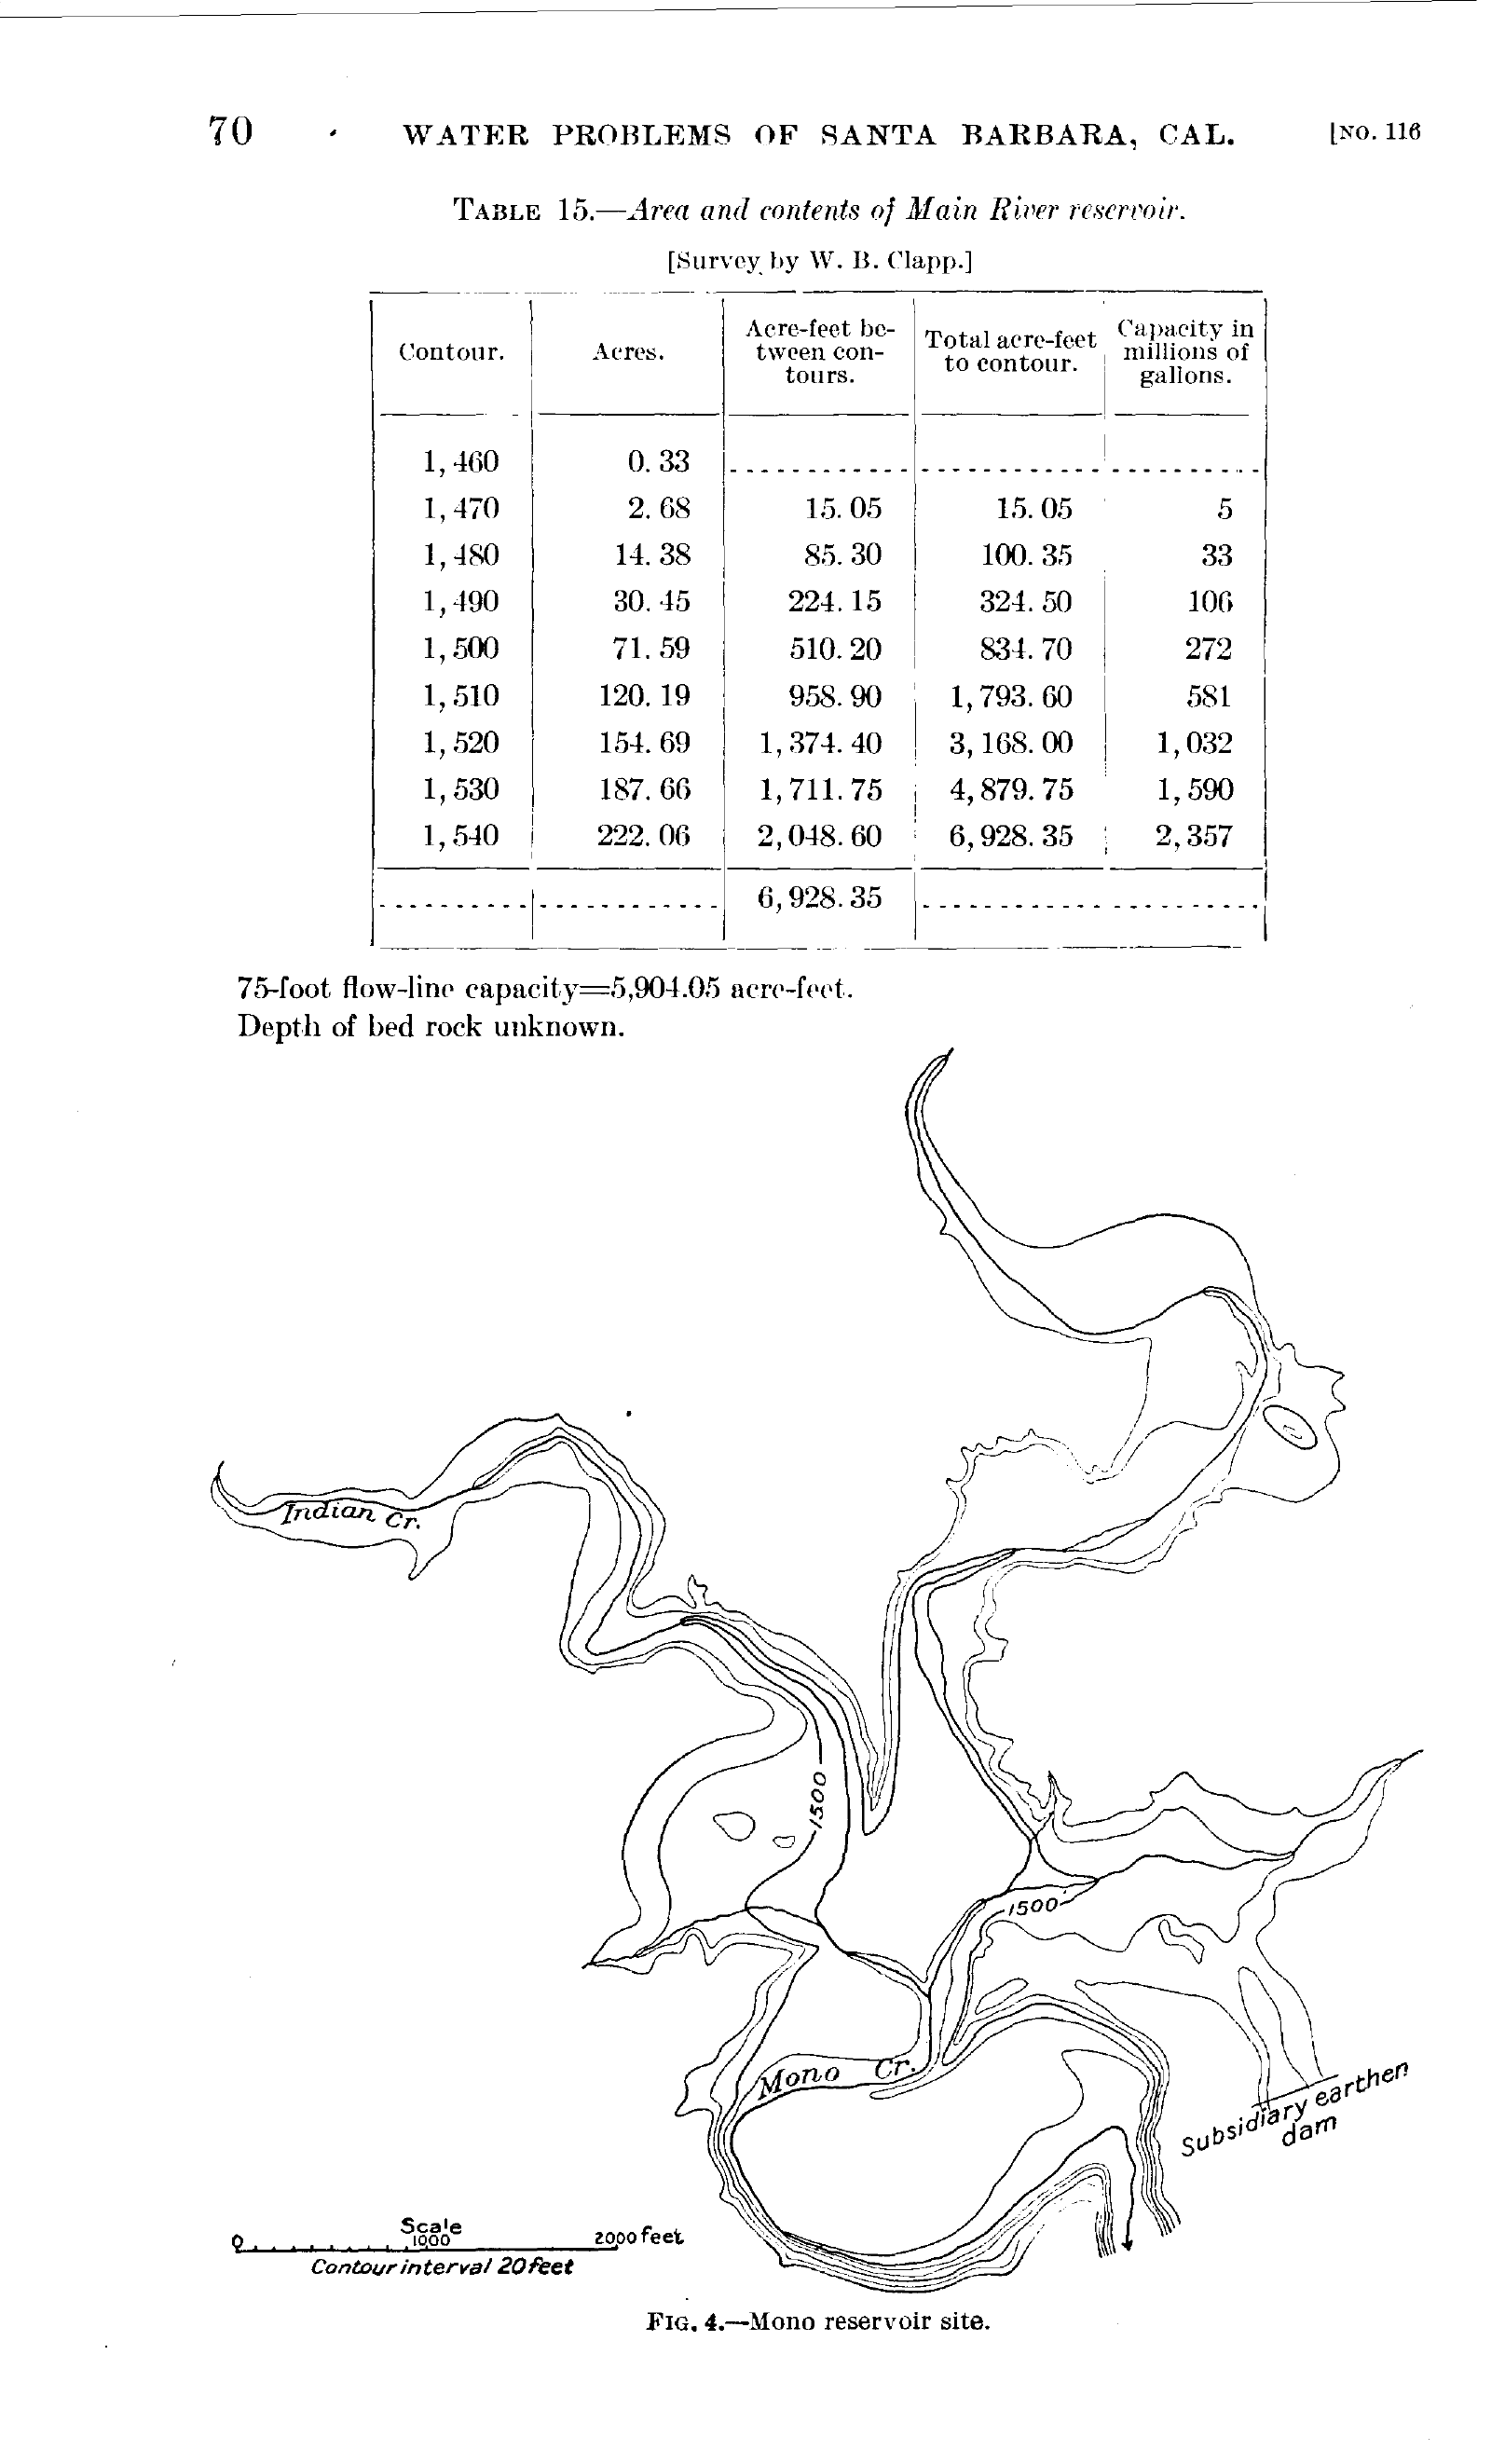 70 WATER PROBLEMS OF SANTA BARBARA, CAL. [NO. 116
TABLE 15.—Area and contents of Main River reservoir.
[Survey by W. B. Clapp.]
Contour. Acres. Acre-feet between contours. Total acre-feet to contour. Capacity in millions of gallons.
1,460 0.33
1,470 2.68 15.05 15.05 5
1,480 14.38 85.30 100.35 33
1,490 30.45 224.15 324.50 106
1,500 71.59 510.20 834.70 272
1,510 120.19 958.90 1,793.60 581
1,520 154.69 1,374.40 3,168.00 1,032
1,530 187.66 1,711.75 4,879.75 1,590
1,540 222.06 2,048.60 6,928.35 2,357
6,928.35
75-foot flow-line capacity=5,904.05 acre-feet.
Depth of bed rock unknown.
Indian Cr.
1500
1500
Mono Cr.
Subsidiary earthen
dam
Scale
0 1000 2000 feet
Contour interval 20 feet
FIG. 4.—Mono reservoir site.